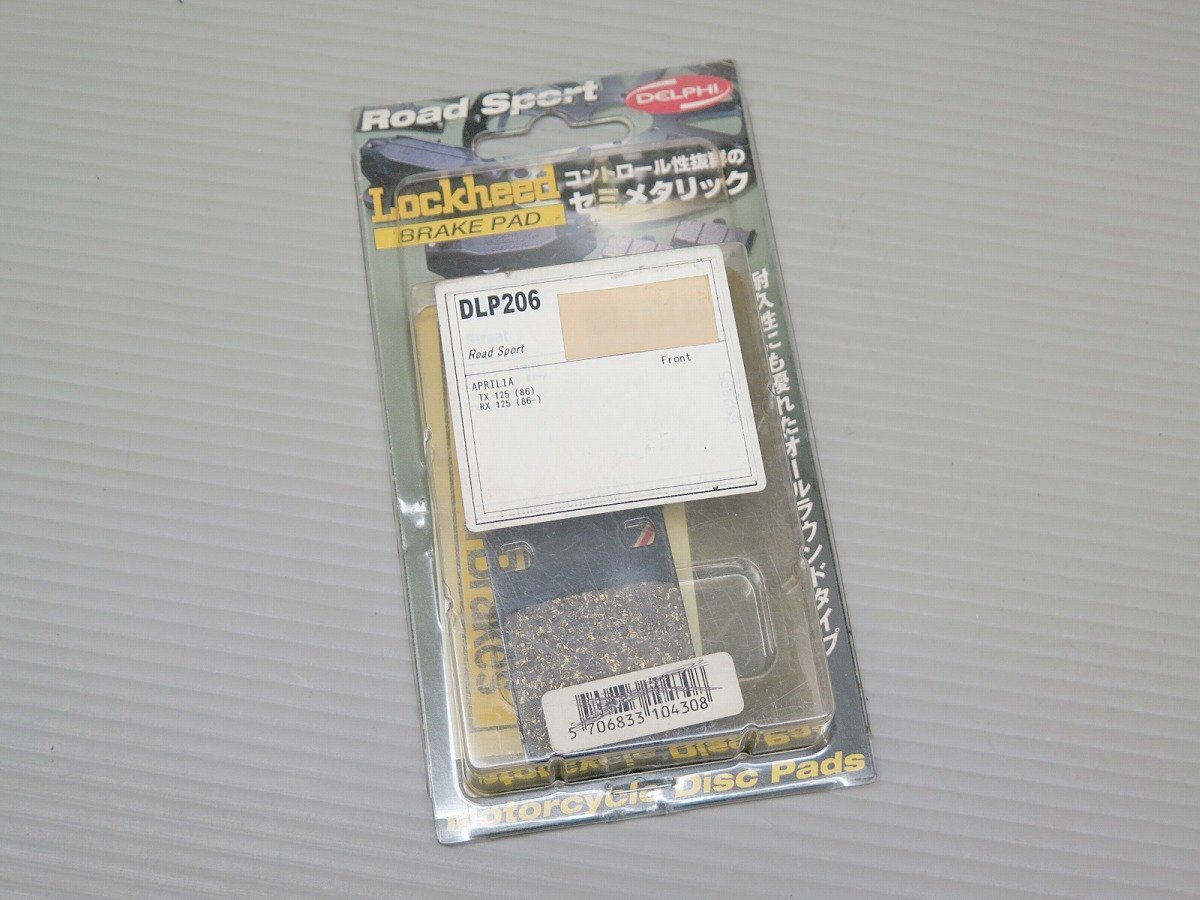 Road Sport
DELPHI
Lockheed
BRAKE PAD
コントロール性抜群の
セミメタリック
耐久性にも優れたオールラウンドタイプ
DLP206
Road Sport
Front
APRILIA
TX 125 (86)
RX 125 (86-)
Brakes
5 706833 104308
Motorcycle Disc Pads